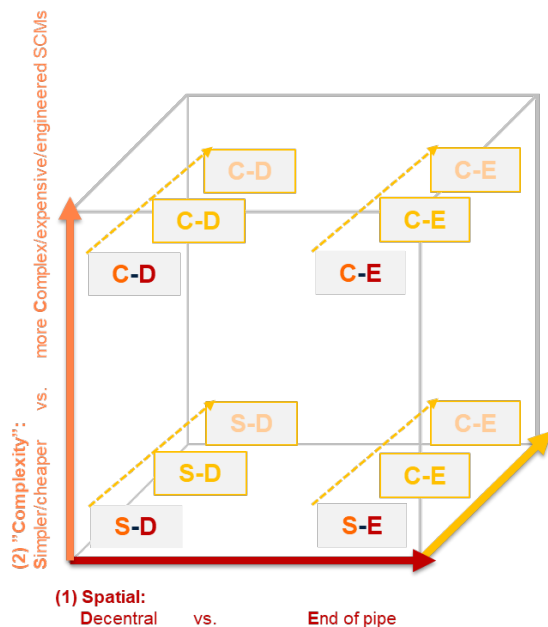 (2) "Complexity":
Simpler/cheaper vs. more Complex/expensive/engineered SCMs
C-D
C-E
C-D
C-E
C-D
C-E
S-D
C-E
S-D
C-E
S-D
S-E
(1) Spatial:
Decentral vs. End of pipe